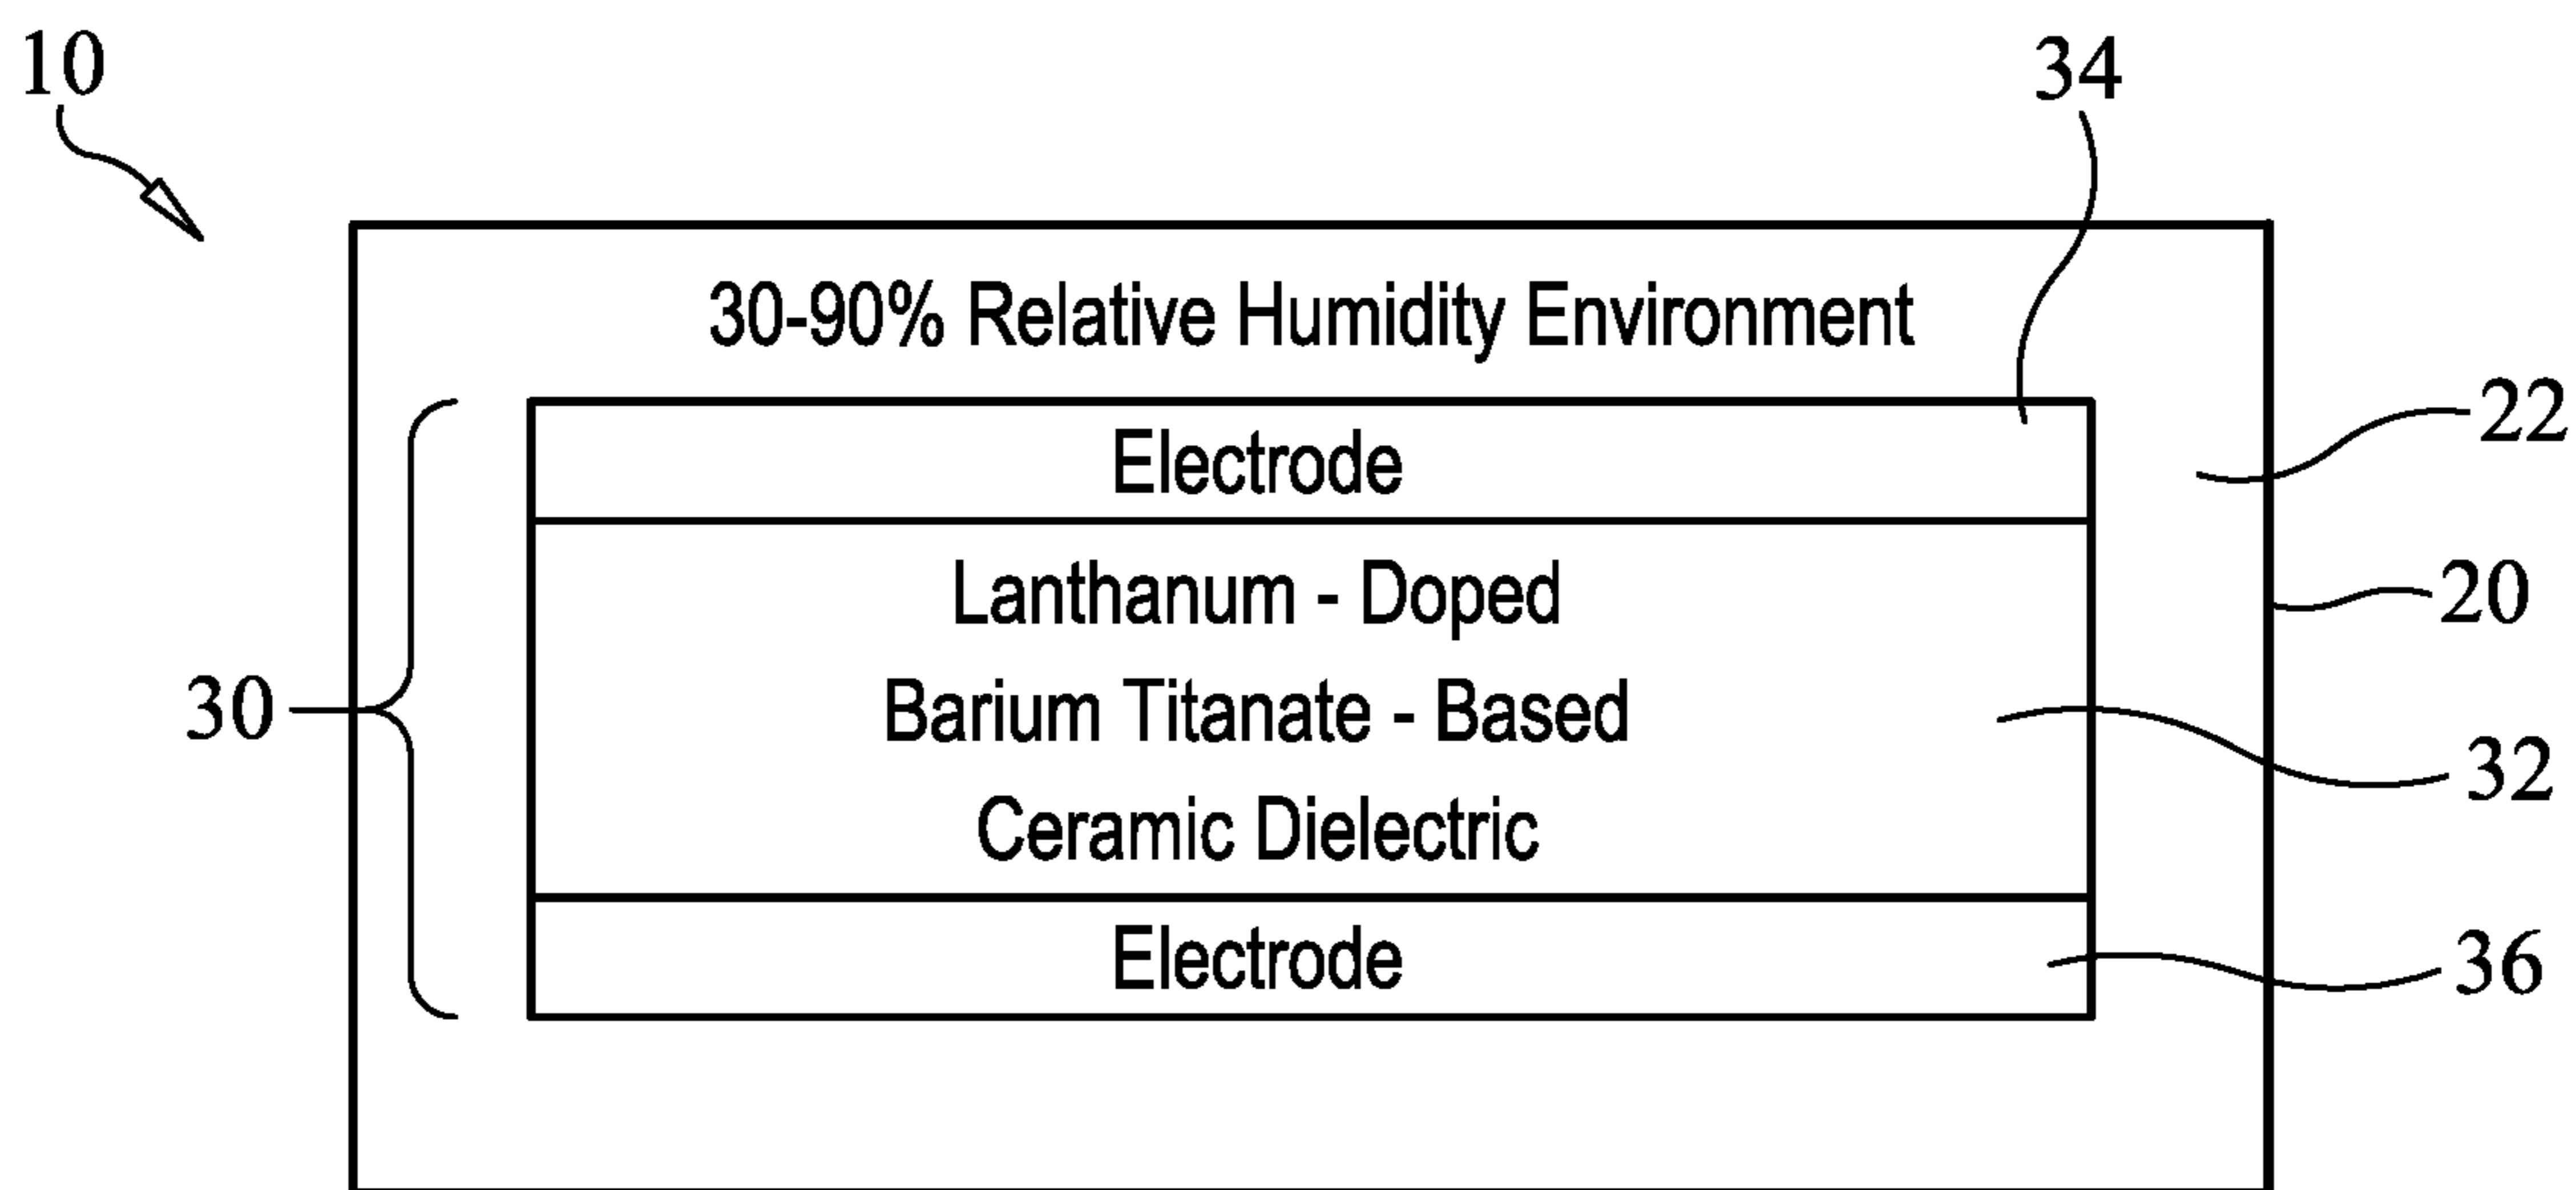 10
34
30-90% Relative Humidity Environment
22
Electrode
Lanthanum - Doped
20
30
Barium Titanate - Based
32
Ceramic Dielectric
Electrode
36